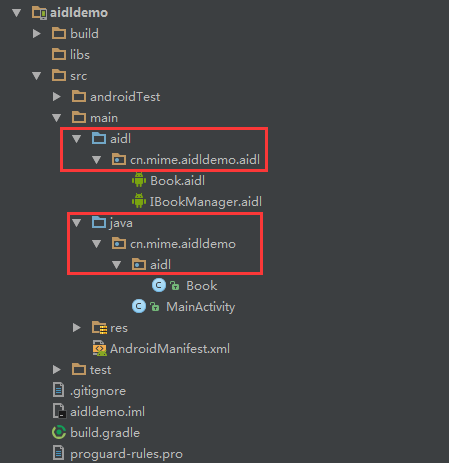 aidldemo
build
libs
src
androidTest
main
aidl
cn.mime.aidldemo.aidl
Book.aidl
IBookManager.aidl
java
cn.mime.aidldemo
aidl
Book
MainActivity
res
AndroidManifest.xml
test
.gitignore
aidldemo.iml
build.gradle
proguard-rules.pro